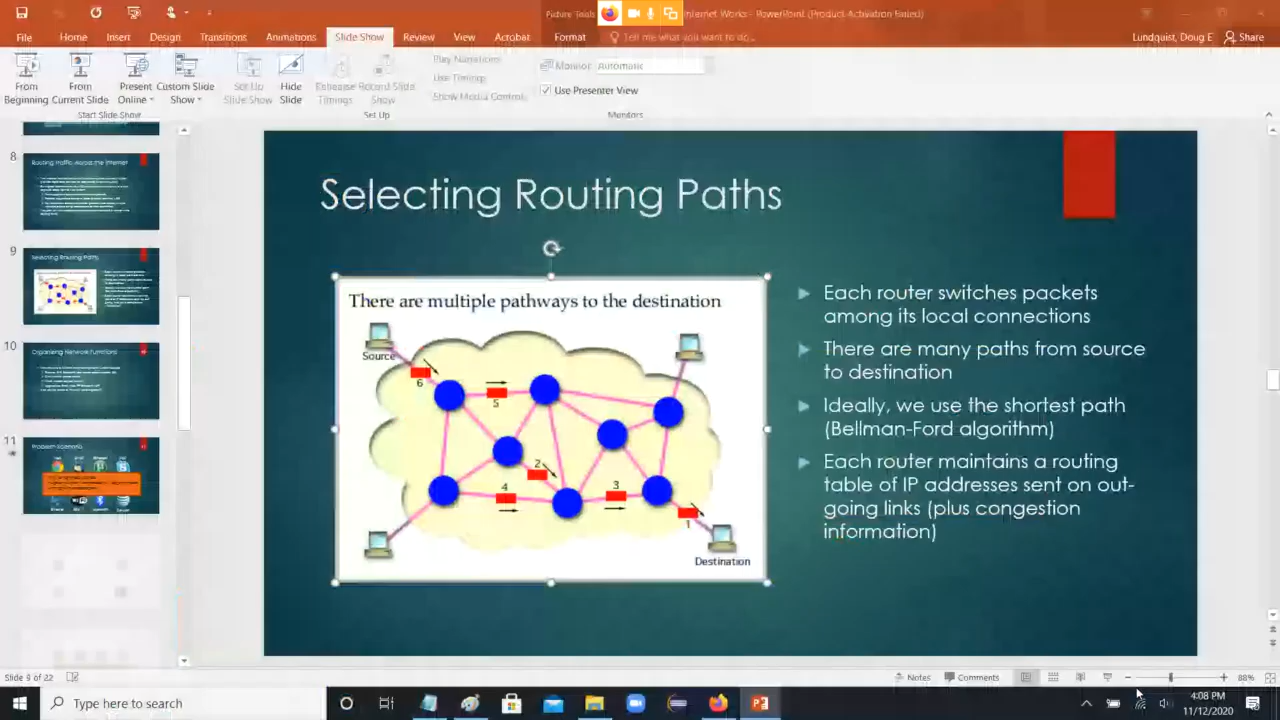 Picture Tools
Internet Works - PowerPoint (Product Activation Failed)
File Home Insert Design Transitions Animations Slide Show Review View Acrobat Format Tell me what you want to do... Lundquist, Doug E Share
From Beginning
From Current Slide
Present Online
Custom Slide Show
Set Up Slide Show
Hide Slide
Rehearse Timings
Record Slide Show
Play Narrations
Use Timings
Show Media Controls
Monitor: Automatic
Use Presenter View
Start Slide Show
Set Up
Monitors
8
Routing Traffic Across the Internet
9
Selecting Routing Paths
10
Organizing Network Functions
11
Problem Scenario
Selecting Routing Paths
There are multiple pathways to the destination
Source
6
5
2
4
3
1
Destination
Each router switches packets
among its local connections
There are many paths from source
to destination
Ideally, we use the shortest path
(Bellman-Ford algorithm)
Each router maintains a routing
table of IP addresses sent on out-
going links (plus congestion
information)
Slide 9 of 22
Notes Comments 88%
Type here to search
4:08 PM
11/12/2020